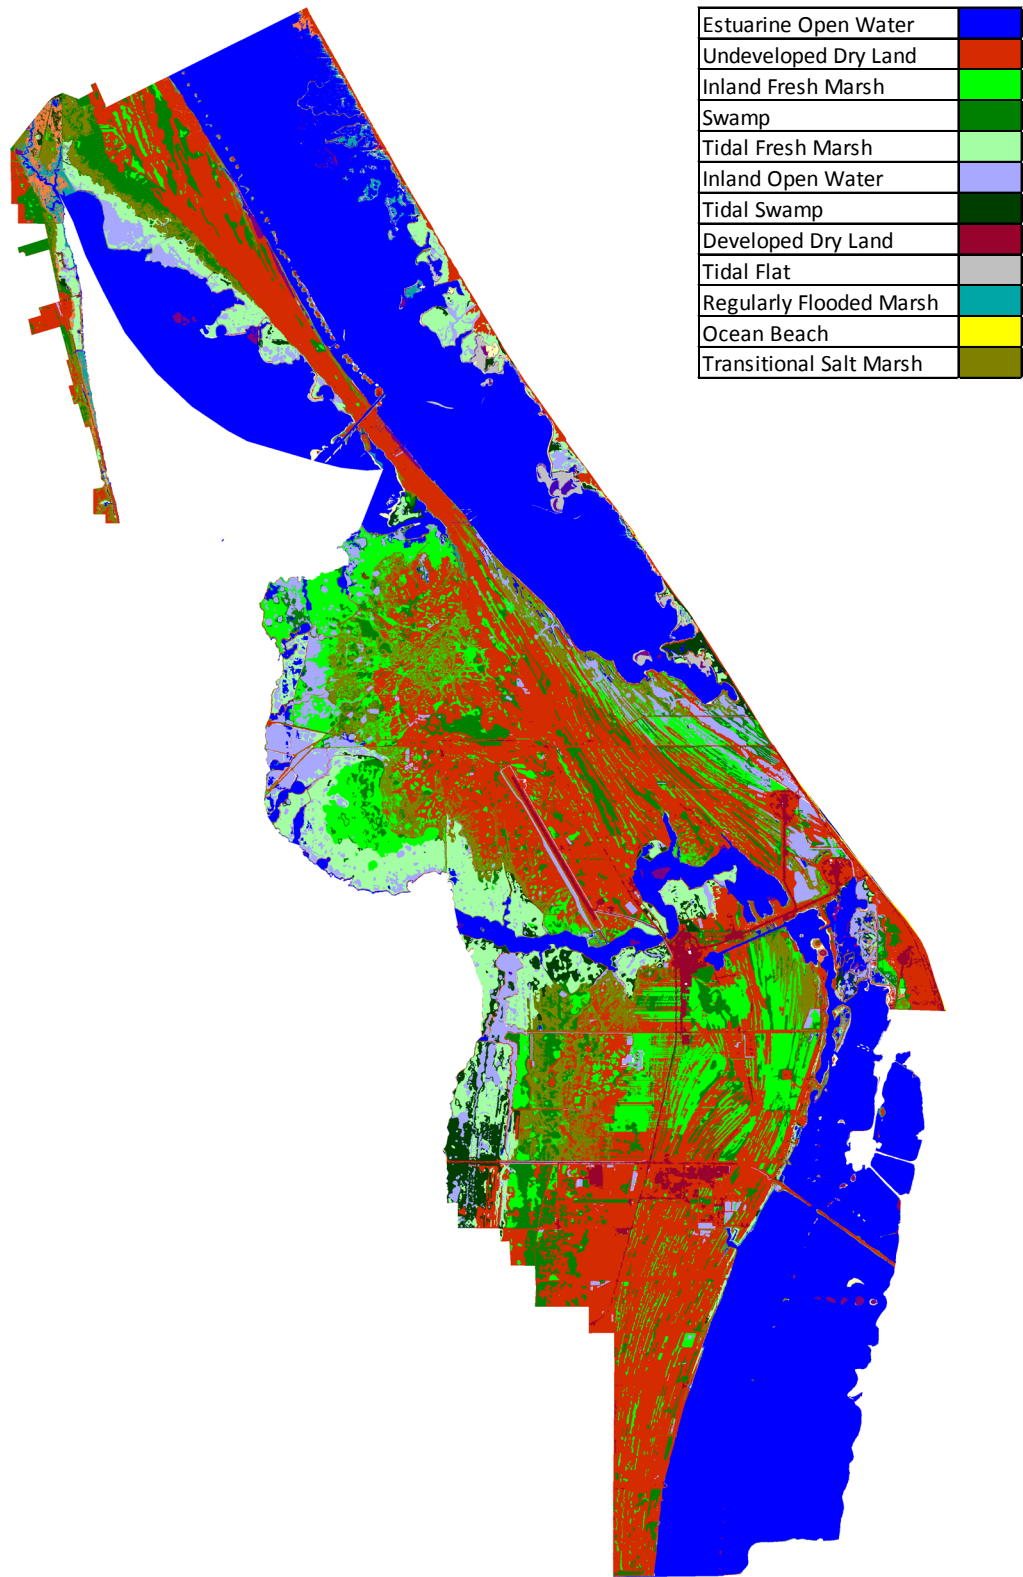 Estuarine Open Water
Undeveloped Dry Land
Inland Fresh Marsh
Swamp
Tidal Fresh Marsh
Inland Open Water
Tidal Swamp
Developed Dry Land
Tidal Flat
Regularly Flooded Marsh
Ocean Beach
Transitional Salt Marsh